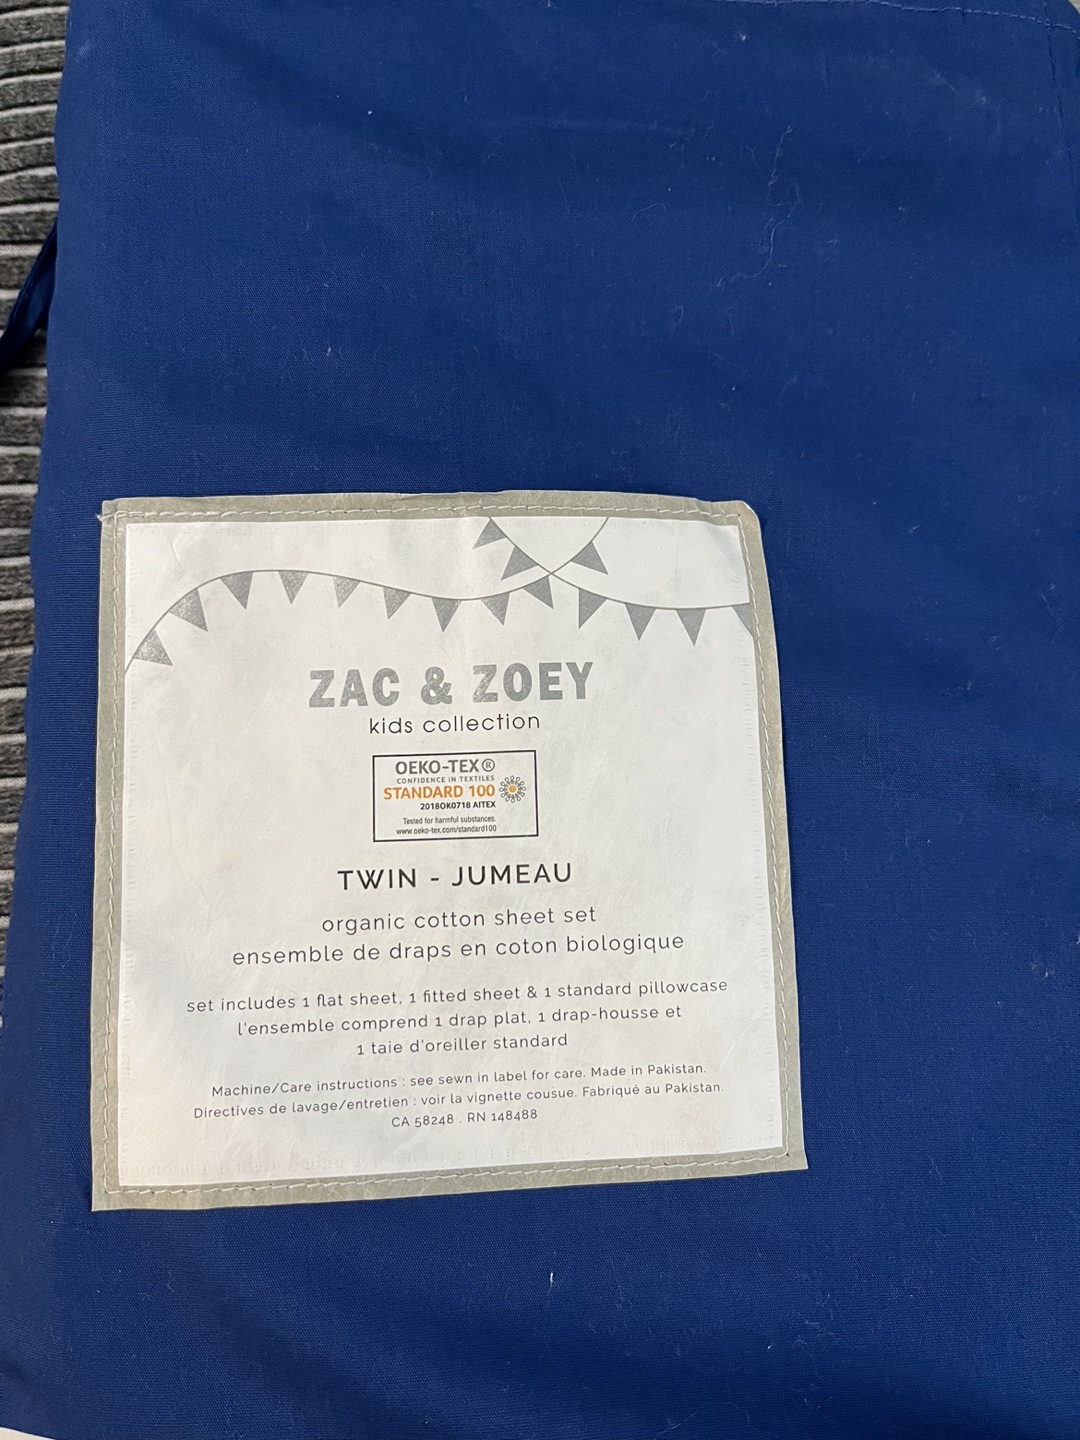 ZAC & ZOEY
kids collection
OEKO-TEX®
CONFIDENCE IN TEXTILES
STANDARD 100
2018OK0718 AITEX
Tested for harmful substances.
www.oeko-tex.com/standard100
TWIN - JUMEAU
organic cotton sheet set
ensemble de draps en coton biologique
set includes 1 flat sheet, 1 fitted sheet & 1 standard pillowcase
l'ensemble comprend 1 drap plat, 1 drap-housse et
1 taie d'oreiller standard
Machine/Care instructions : see sewn in label for care. Made in Pakistan.
Directives de lavage/entretien : voir la vignette cousue. Fabriqué au Pakistan.
CA 58248 . RN 148488